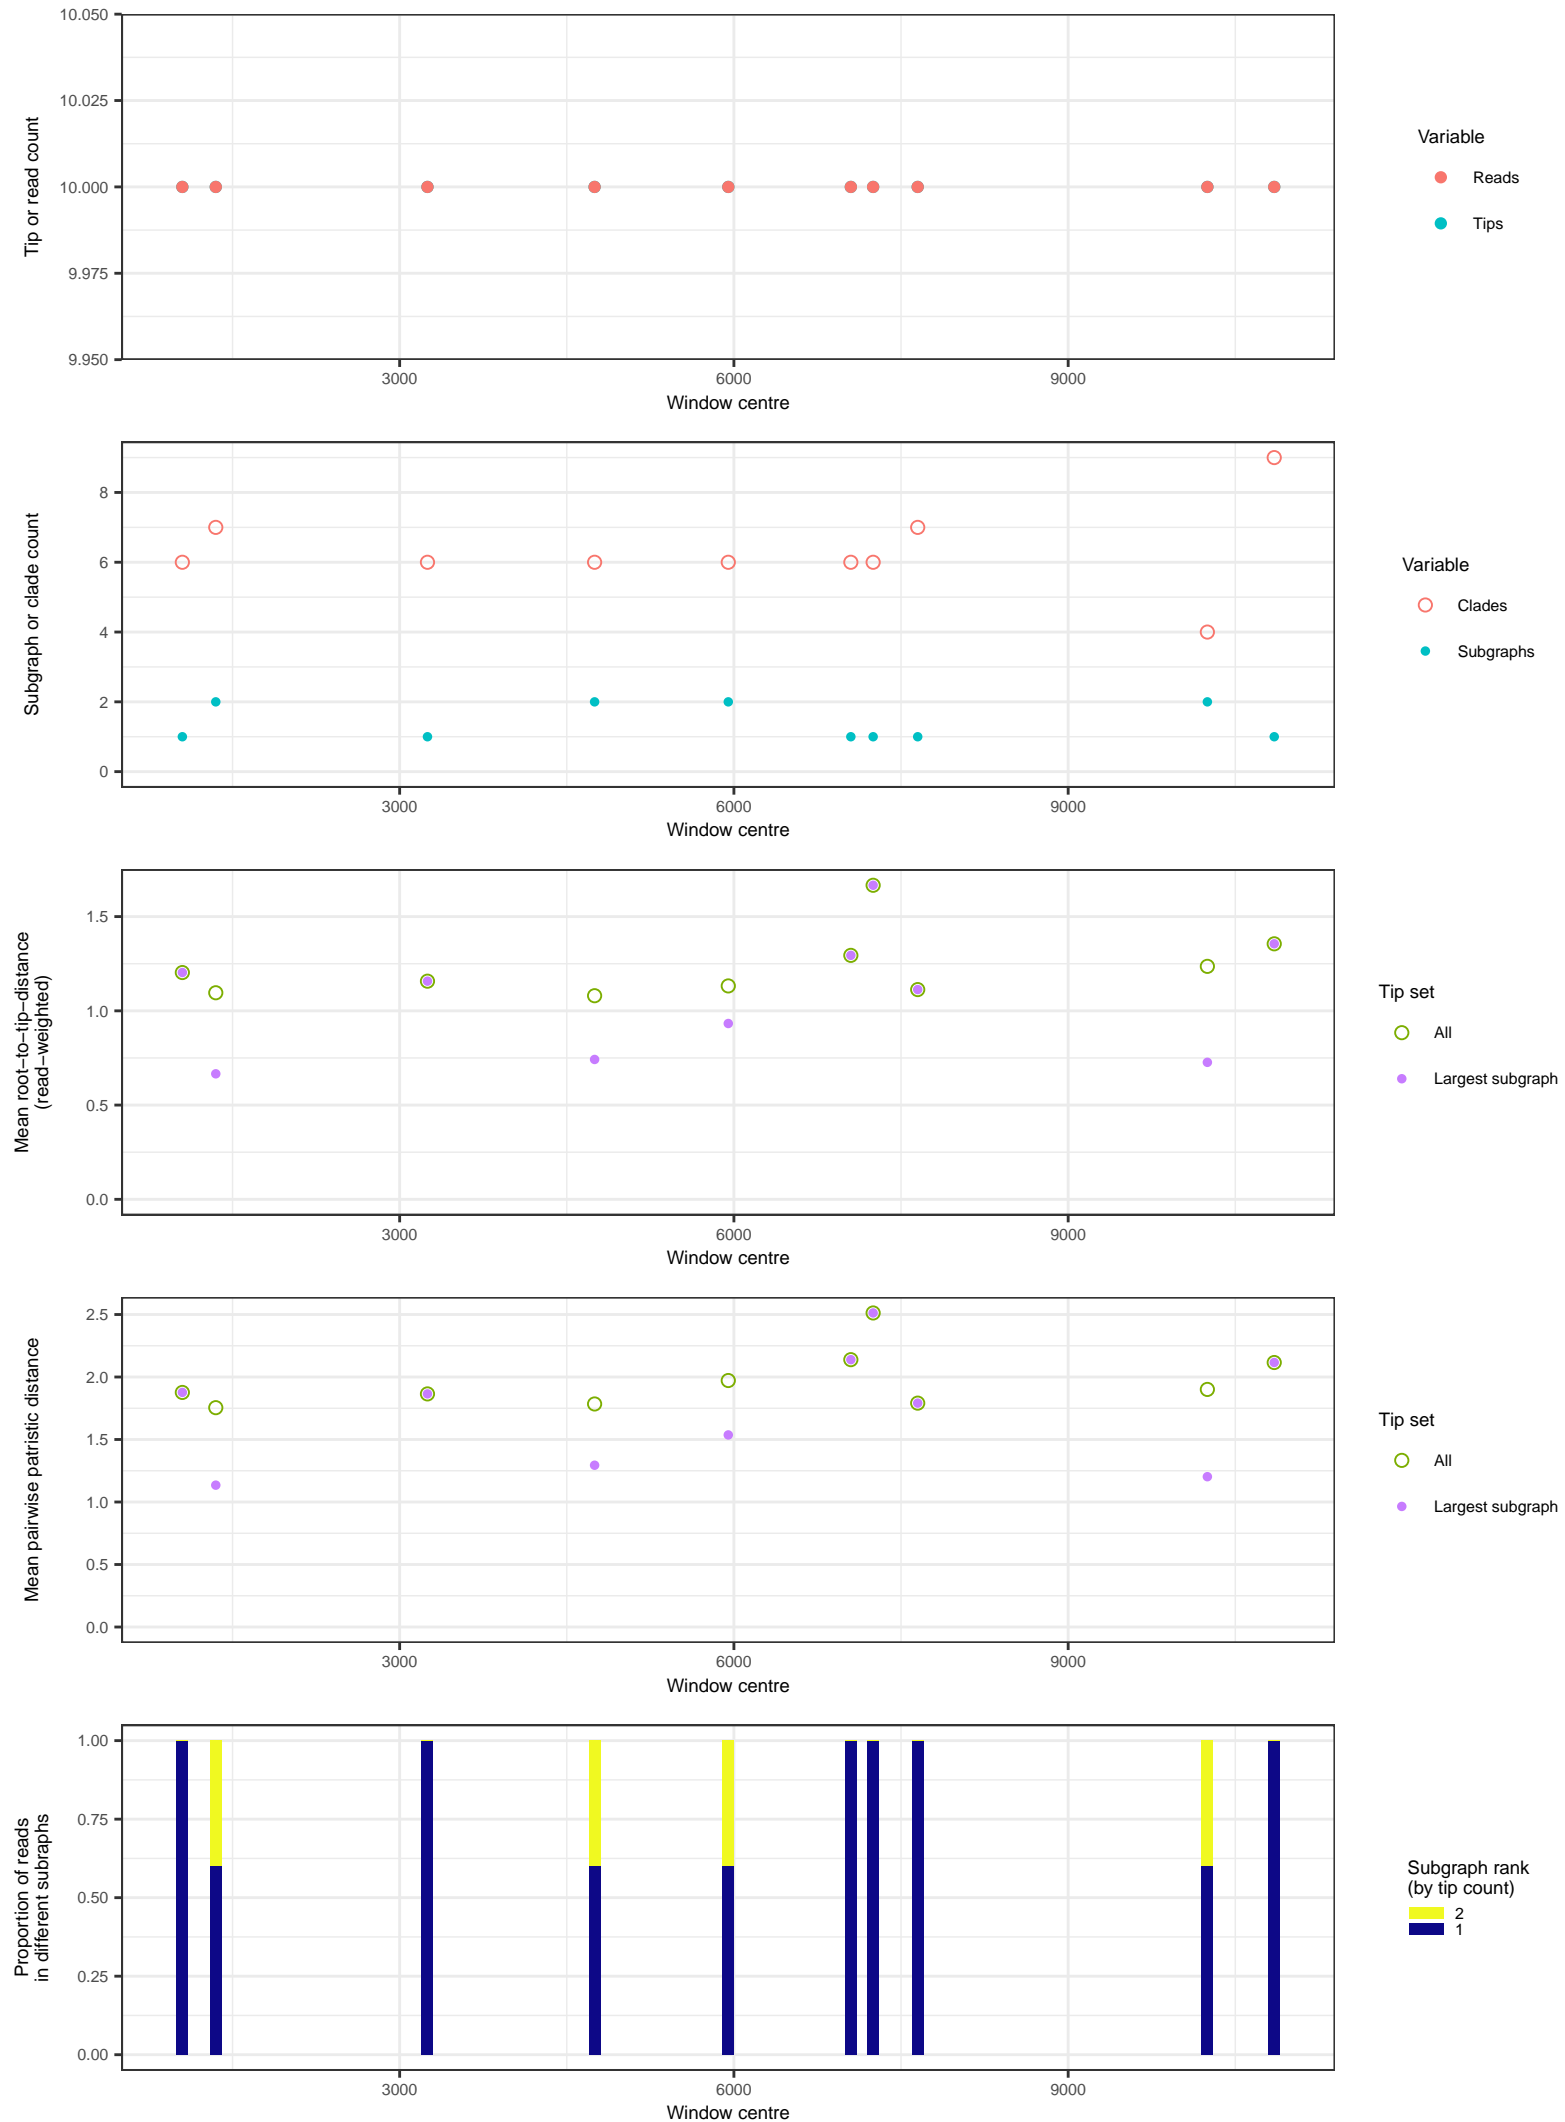 10.050
10.025
10.000
9.975
9.950
Tip or read count
3000 6000 9000
Window centre
Variable
Reads
Tips
8
6
4
2
0
Subgraph or clade count
3000 6000 9000
Window centre
Variable
Clades
Subgraphs
1.5
1.0
0.5
0.0
Mean root−to−tip−distance
(read−weighted)
3000 6000 9000
Window centre
Tip set
All
Largest subgraph
2.5
2.0
1.5
1.0
0.5
0.0
Mean pairwise patristic distance
3000 6000 9000
Window centre
Tip set
All
Largest subgraph
1.00
0.75
0.50
0.25
0.00
Proportion of reads
in different subraphs
3000 6000 9000
Window centre
Subgraph rank
(by tip count)
2
1